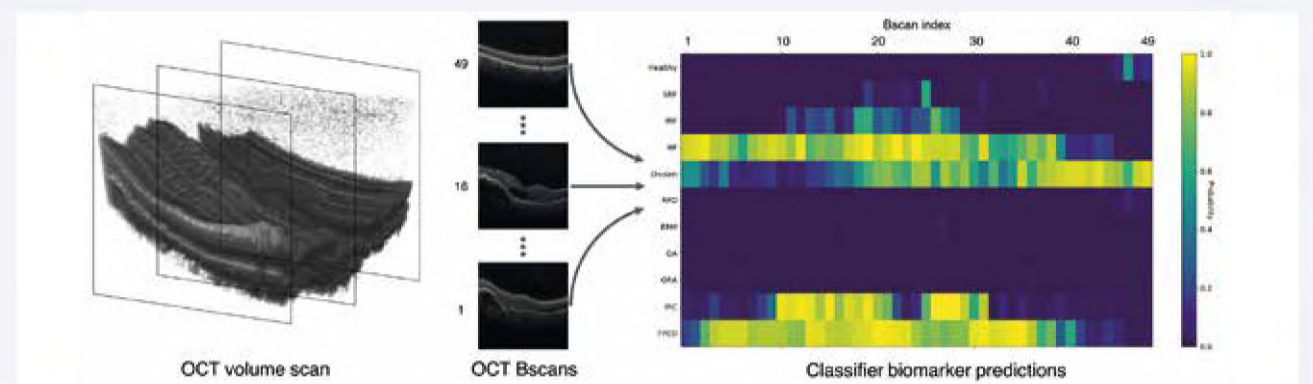 Bscan index
1 10 20 30 40 49
Healthy
SRF
IRF
HF
Drusen
RPD
ERM
GA
ORA
IRC
FPED
49
16
1
1.0
0.8
0.6
0.4
0.2
0.0
Probability
OCT volume scan
OCT Bscans
Classifier biomarker predictions